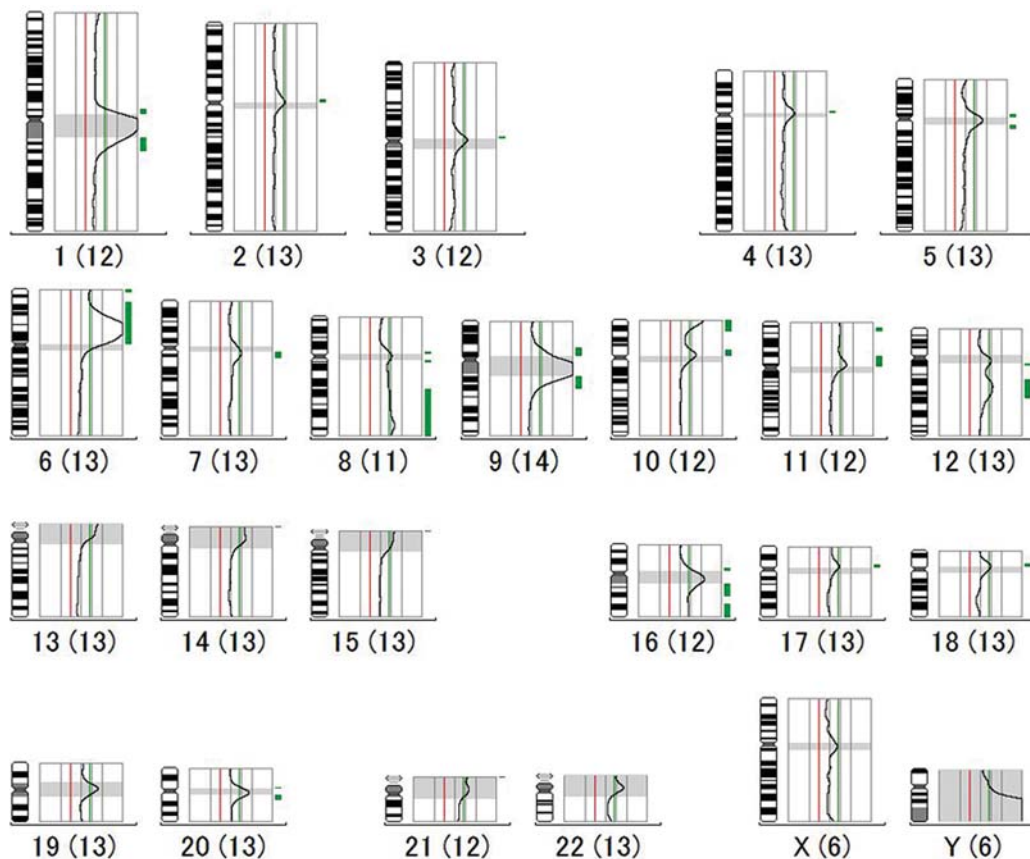 1 (12) 2 (13) 3 (12) 4 (13) 5 (13)
6 (13) 7 (13) 8 (11) 9 (14) 10 (12) 11 (12) 12 (13)
13 (13) 14 (13) 15 (13) 16 (12) 17 (13) 18 (13)
19 (13) 20 (13) 21 (12) 22 (13) X (6) Y (6)